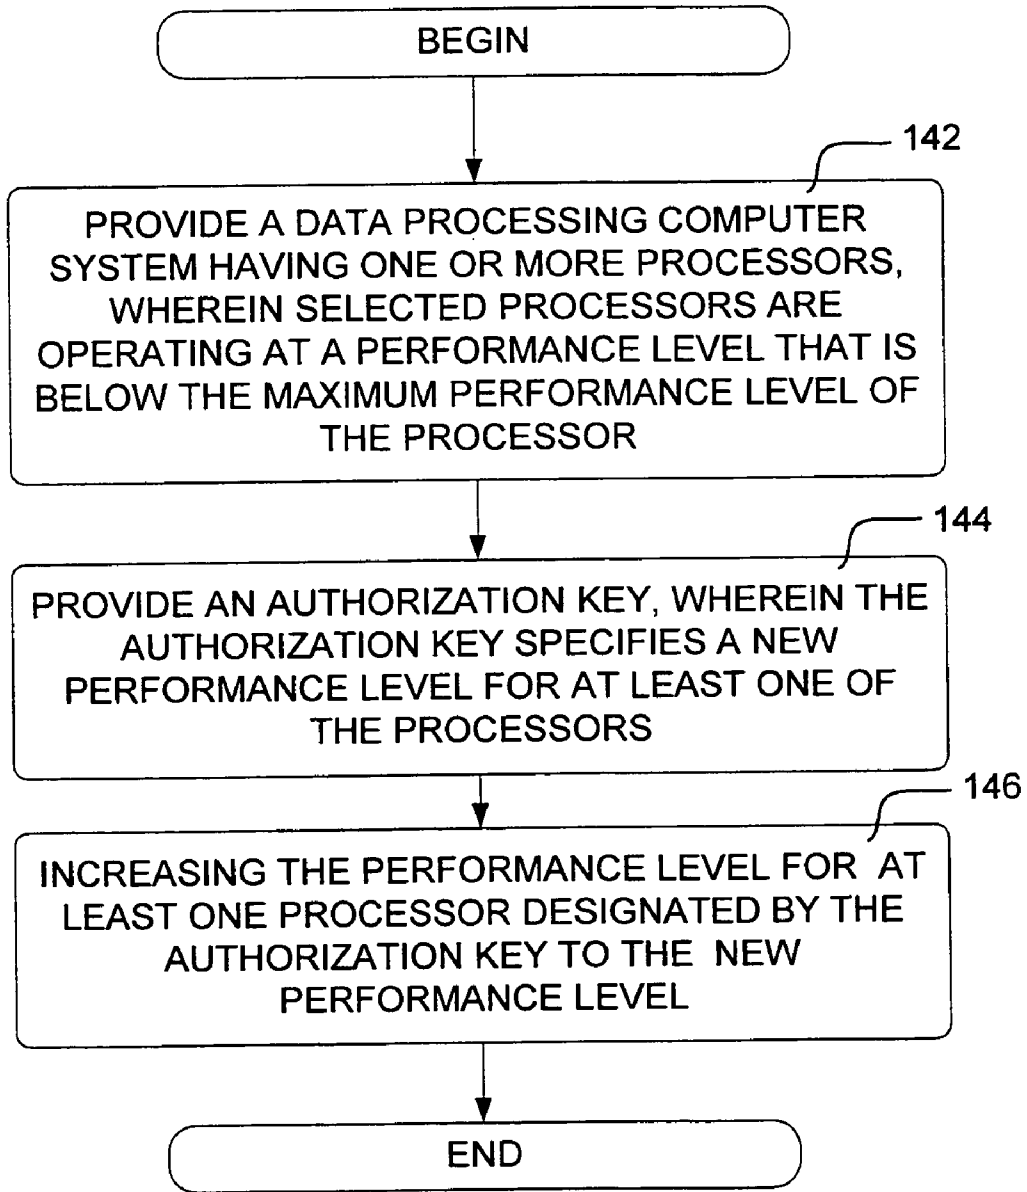 BEGIN
142
PROVIDE A DATA PROCESSING COMPUTER
SYSTEM HAVING ONE OR MORE PROCESSORS,
WHEREIN SELECTED PROCESSORS ARE
OPERATING AT A PERFORMANCE LEVEL THAT IS
BELOW THE MAXIMUM PERFORMANCE LEVEL OF
THE PROCESSOR
144
PROVIDE AN AUTHORIZATION KEY, WHEREIN THE
AUTHORIZATION KEY SPECIFIES A NEW
PERFORMANCE LEVEL FOR AT LEAST ONE OF
THE PROCESSORS
146
INCREASING THE PERFORMANCE LEVEL FOR AT
LEAST ONE PROCESSOR DESIGNATED BY THE
AUTHORIZATION KEY TO THE NEW
PERFORMANCE LEVEL
END